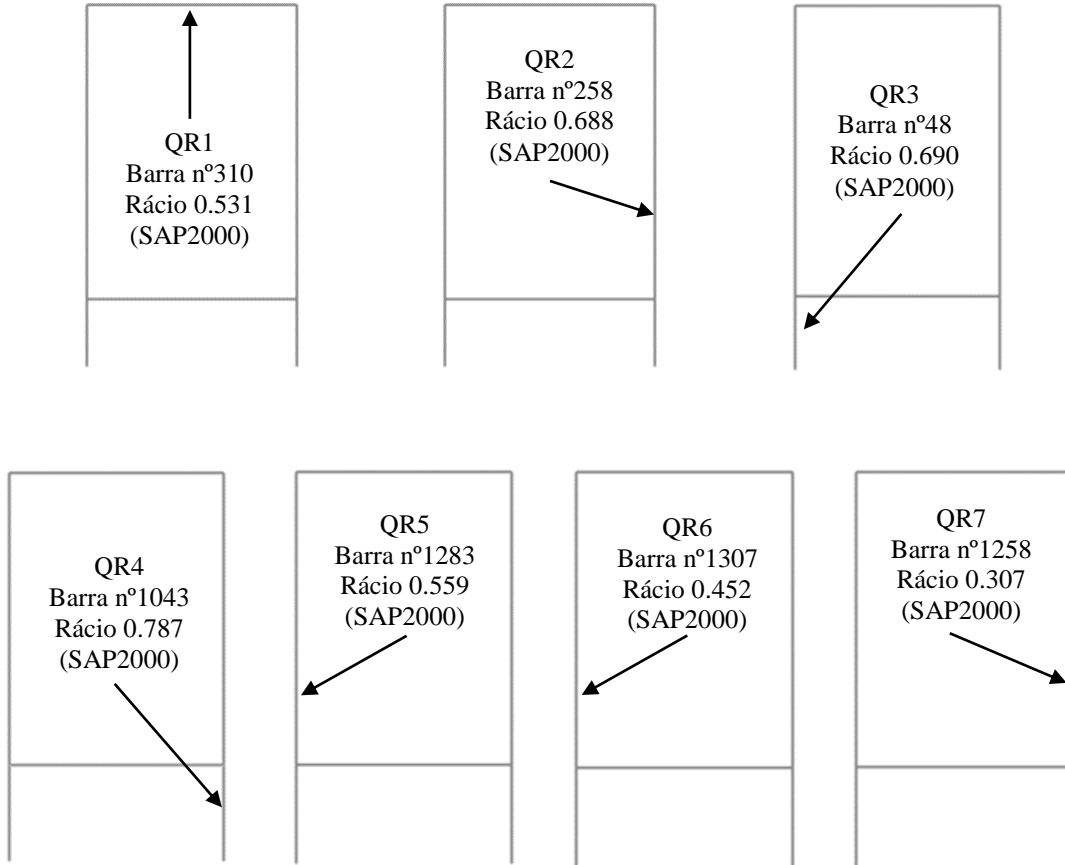 QR1
Barra nº310
Rácio 0.531
(SAP2000)
QR2
Barra nº258
Rácio 0.688
(SAP2000)
QR3
Barra nº48
Rácio 0.690
(SAP2000)
QR4
Barra nº1043
Rácio 0.787
(SAP2000)
QR5
Barra nº1283
Rácio 0.559
(SAP2000)
QR6
Barra nº1307
Rácio 0.452
(SAP2000)
QR7
Barra nº1258
Rácio 0.307
(SAP2000)